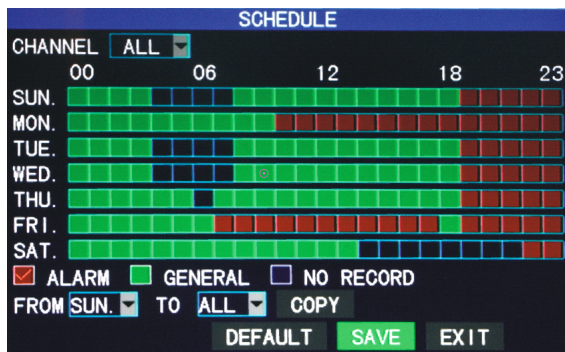 SCHEDULE
CHANNEL ALL
00 06 12 18 23
SUN.
MON.
TUE.
WED.
THU.
FRI.
SAT.
ALARM GENERAL NO RECORD
FROM SUN. TO ALL COPY
DEFAULT SAVE EXIT